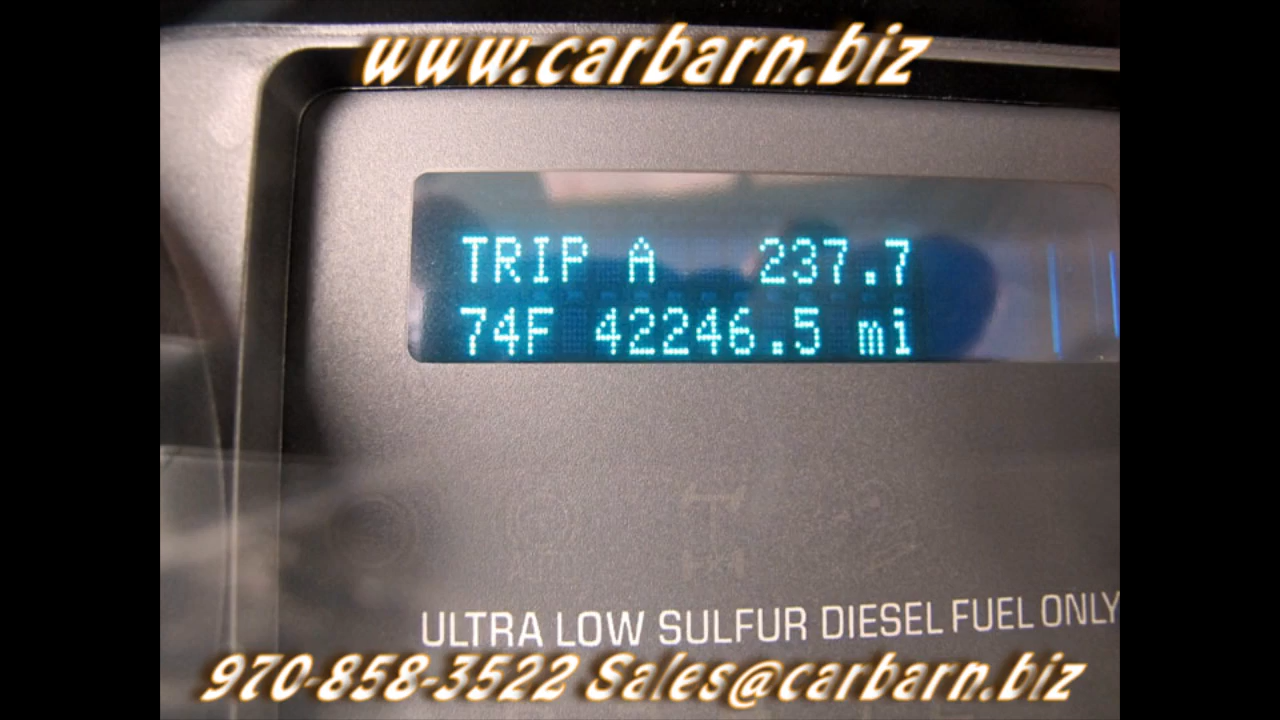 www.carbarn.biz
TRIP A 237.7
74F 42246.5 mi
ULTRA LOW SULFUR DIESEL FUEL ONLY
970-858-3522 Sales@carbarn.biz